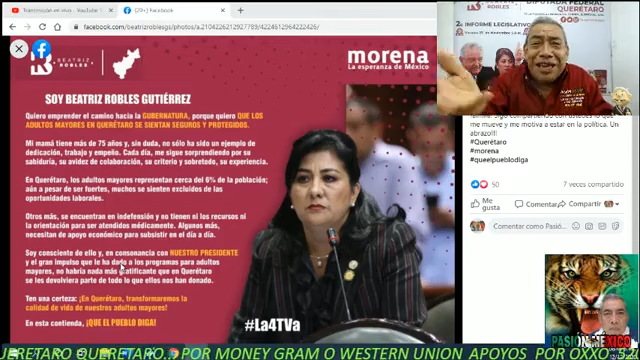 Transmisión en vivo - YouTube
(29+) Facebook
facebook.com/beatrizroblesgs/photos/a.2104226212927789/4224612964222426/
BEATRIZ
ROBLES
morena
La esperanza de México
SOY BEATRIZ ROBLES GUTIÉRREZ
Quiero emprender el camino hacia la GUBERNATURA, porque quiero QUE LOS
ADULTOS MAYORES EN QUERÉTARO SE SIENTAN SEGUROS Y PROTEGIDOS.
Mi mamá tiene más de 75 años y, sin duda, no sólo ha sido un ejemplo de
dedicación, trabajo y empeño. Cada día, me sigue sorprendiendo por su
sabiduría, su avidez de colaboración, su criterio y sobretodo, su experiencia.
En Querétaro, los adultos mayores representan cerca del 6% de la población;
aún a pesar de ser fuertes, muchos se sienten excluidos de las
oportunidades laborales.
Otros más, se encuentran en indefensión y no tienen ni los recursos ni
la orientación para ser atendidos médicamente. Algunos más,
necesitan de apoyo económico para subsistir en el día a día.
Soy consciente de ello y, en consonancia con NUESTRO PRESIDENTE
y el gran impulso que le ha dado a los programas para adultos
mayores, no habría nada más gratificante que en Querétaro
se les devolviera parte de todo lo que ellos nos han donado.
Ten una certeza: ¡En Querétaro, transformaremos la
calidad de vida de nuestros adultos mayores!
En esta contienda, ¡QUE EL PUEBLO DIGA!
#La4TVa
DIPUTADA FEDERAL
QUERÉTARO
2º INFORME LEGISLATIVO
familia. Sigo compartiendo con ustedes lo que
me mueve y me motiva a estar en la política. Un
abrazo!!!
#Querétaro
#morena
#queelpueblodiga
50
7 veces compartido
Me
gusta
Comentar
Compartir
Comentar como Pasió
PASION MEXICO
QUERETARO.. POR MONEY GRAM O WESTERN UNION APOYOS POR OXXO